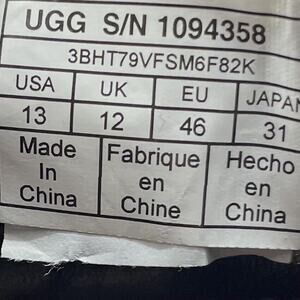 UGG S/N 1094358
3BHT79VFSM6F82K
USA UK EU JAPAN
13 12 46 31
Made Fabrique Hecho
In en en
China Chine China